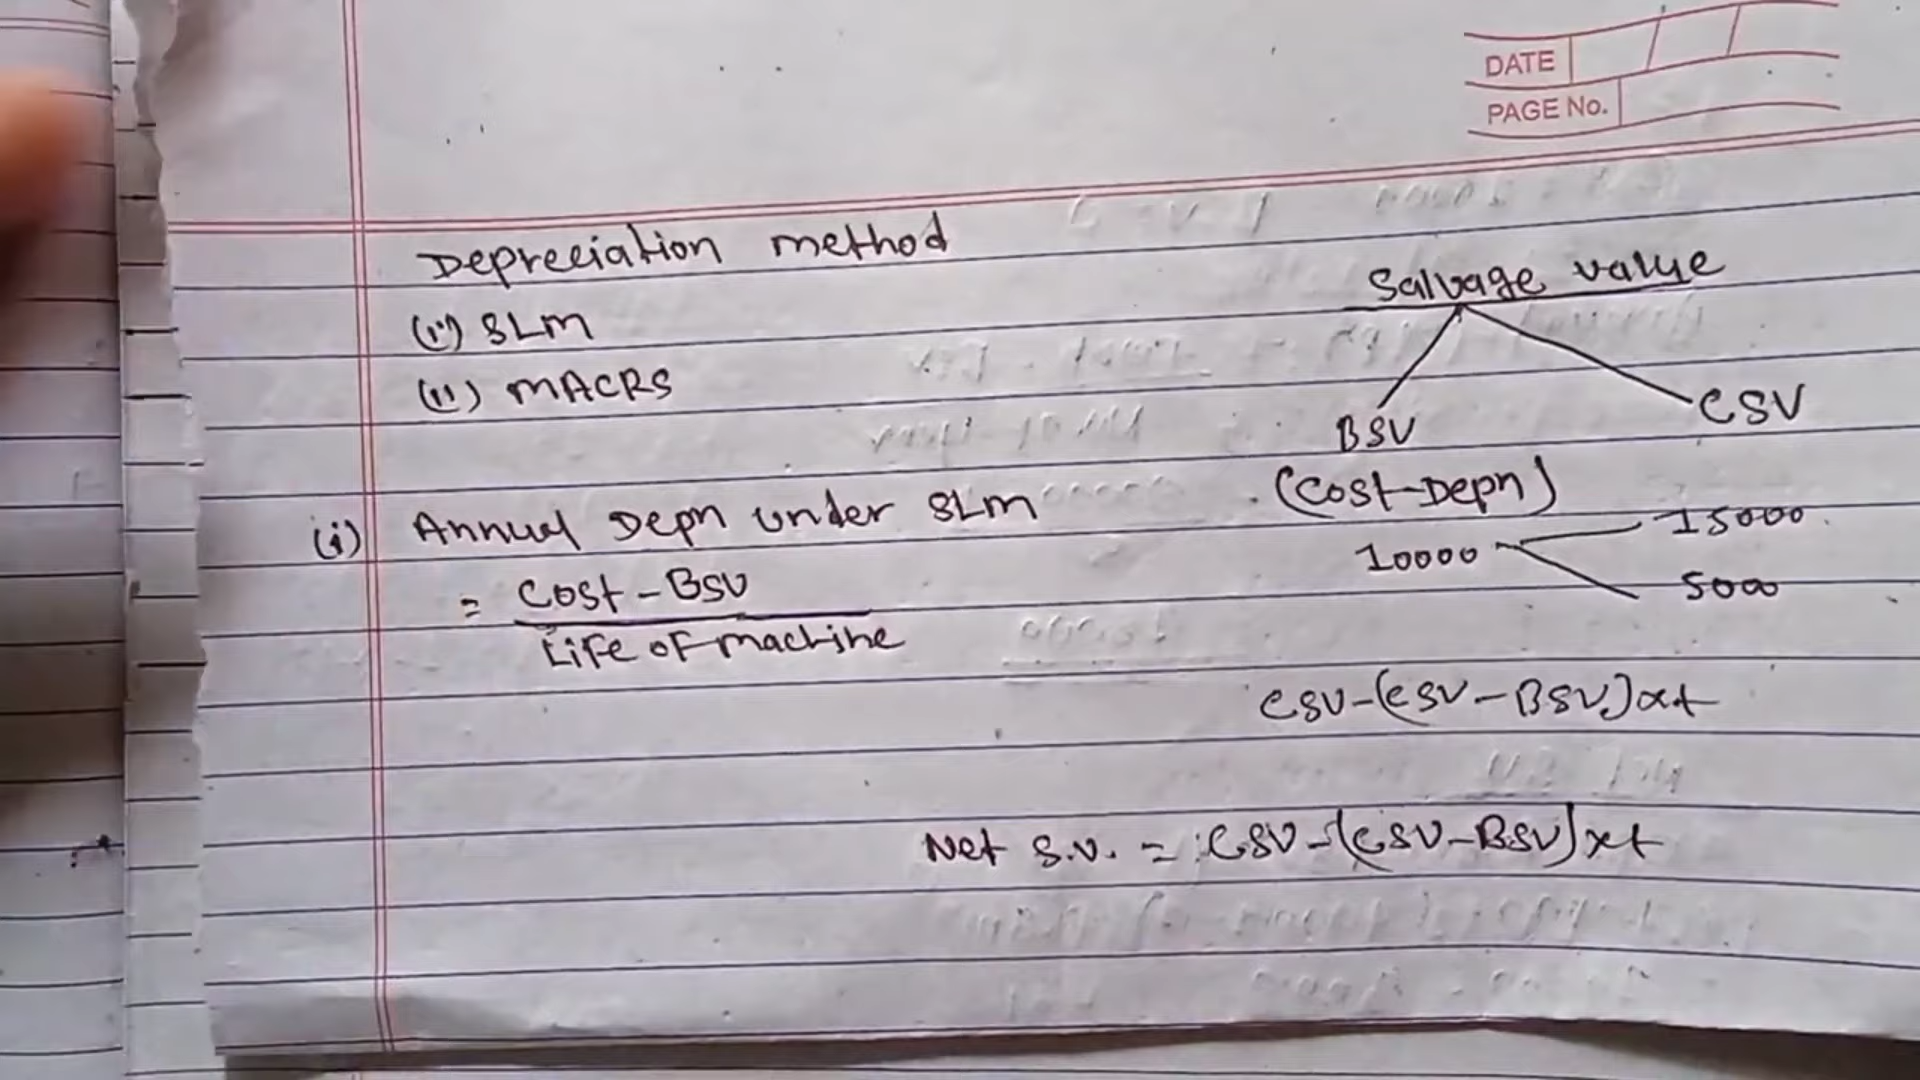 DATE
PAGE No.
Depreciation method
(i) SLM
(ii) MACRS
(i) Annual Depn under SLM
= Cost - BSV
Life of machine
Salvage value
BSV
CSV
(Cost-Depn)
10000
15000
5000
CSV-(CSV-BSV)xt
Net S.V. = CSV-(CSV-BSV)xt